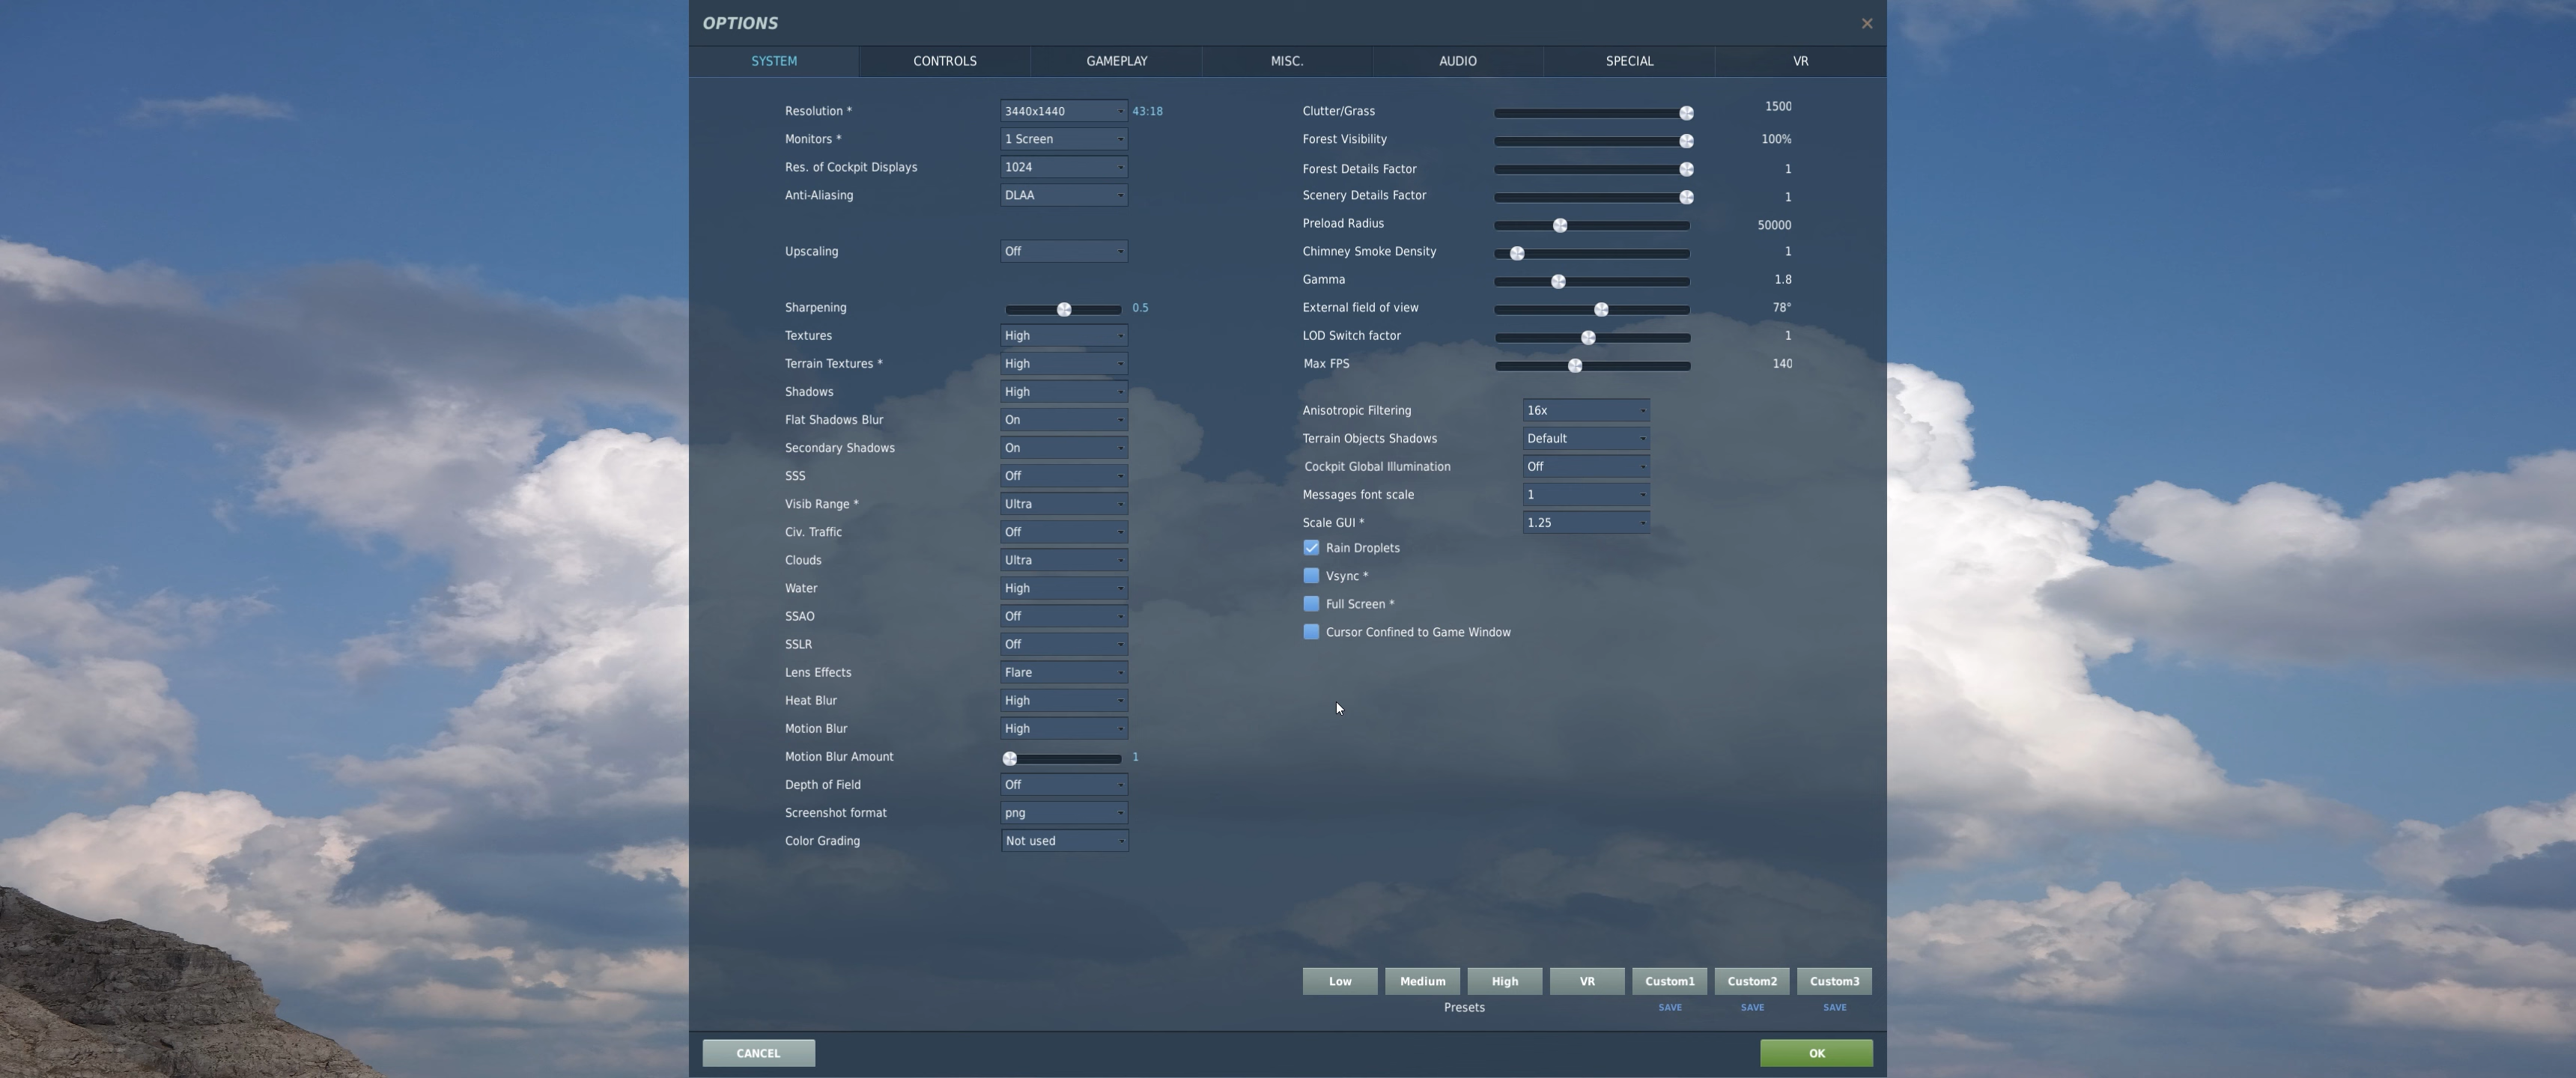 OPTIONS
SYSTEM CONTROLS GAMEPLAY MISC. AUDIO SPECIAL VR
Resolution * 3440x1440 43:18
Monitors * 1 Screen
Res. of Cockpit Displays 1024
Anti-Aliasing DLAA
Upscaling Off
Sharpening 0.5
Textures High
Terrain Textures * High
Shadows High
Flat Shadows Blur On
Secondary Shadows On
SSS Off
Visib Range * Ultra
Civ. Traffic Off
Clouds Ultra
Water High
SSAO Off
SSLR Off
Lens Effects Flare
Heat Blur High
Motion Blur High
Motion Blur Amount 1
Depth of Field Off
Screenshot format png
Color Grading Not used
Clutter/Grass 1500
Forest Visibility 100%
Forest Details Factor 1
Scenery Details Factor 1
Preload Radius 50000
Chimney Smoke Density 1
Gamma 1.8
External field of view 78°
LOD Switch factor 1
Max FPS 140
Anisotropic Filtering 16x
Terrain Objects Shadows Default
Cockpit Global Illumination Off
Messages font scale 1
Scale GUI * 1.25
Rain Droplets
Vsync *
Full Screen *
Cursor Confined to Game Window
Low Medium High VR Custom1 Custom2 Custom3
Presets SAVE SAVE SAVE
CANCEL OK